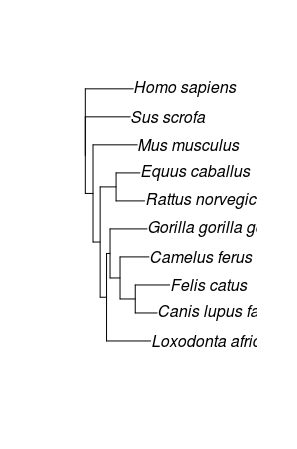 Homo sapiens
Sus scrofa
Mus musculus
Equus caballus
Rattus norvegic
Gorilla gorilla g
Camelus ferus
Felis catus
Canis lupus fa
Loxodonta afric